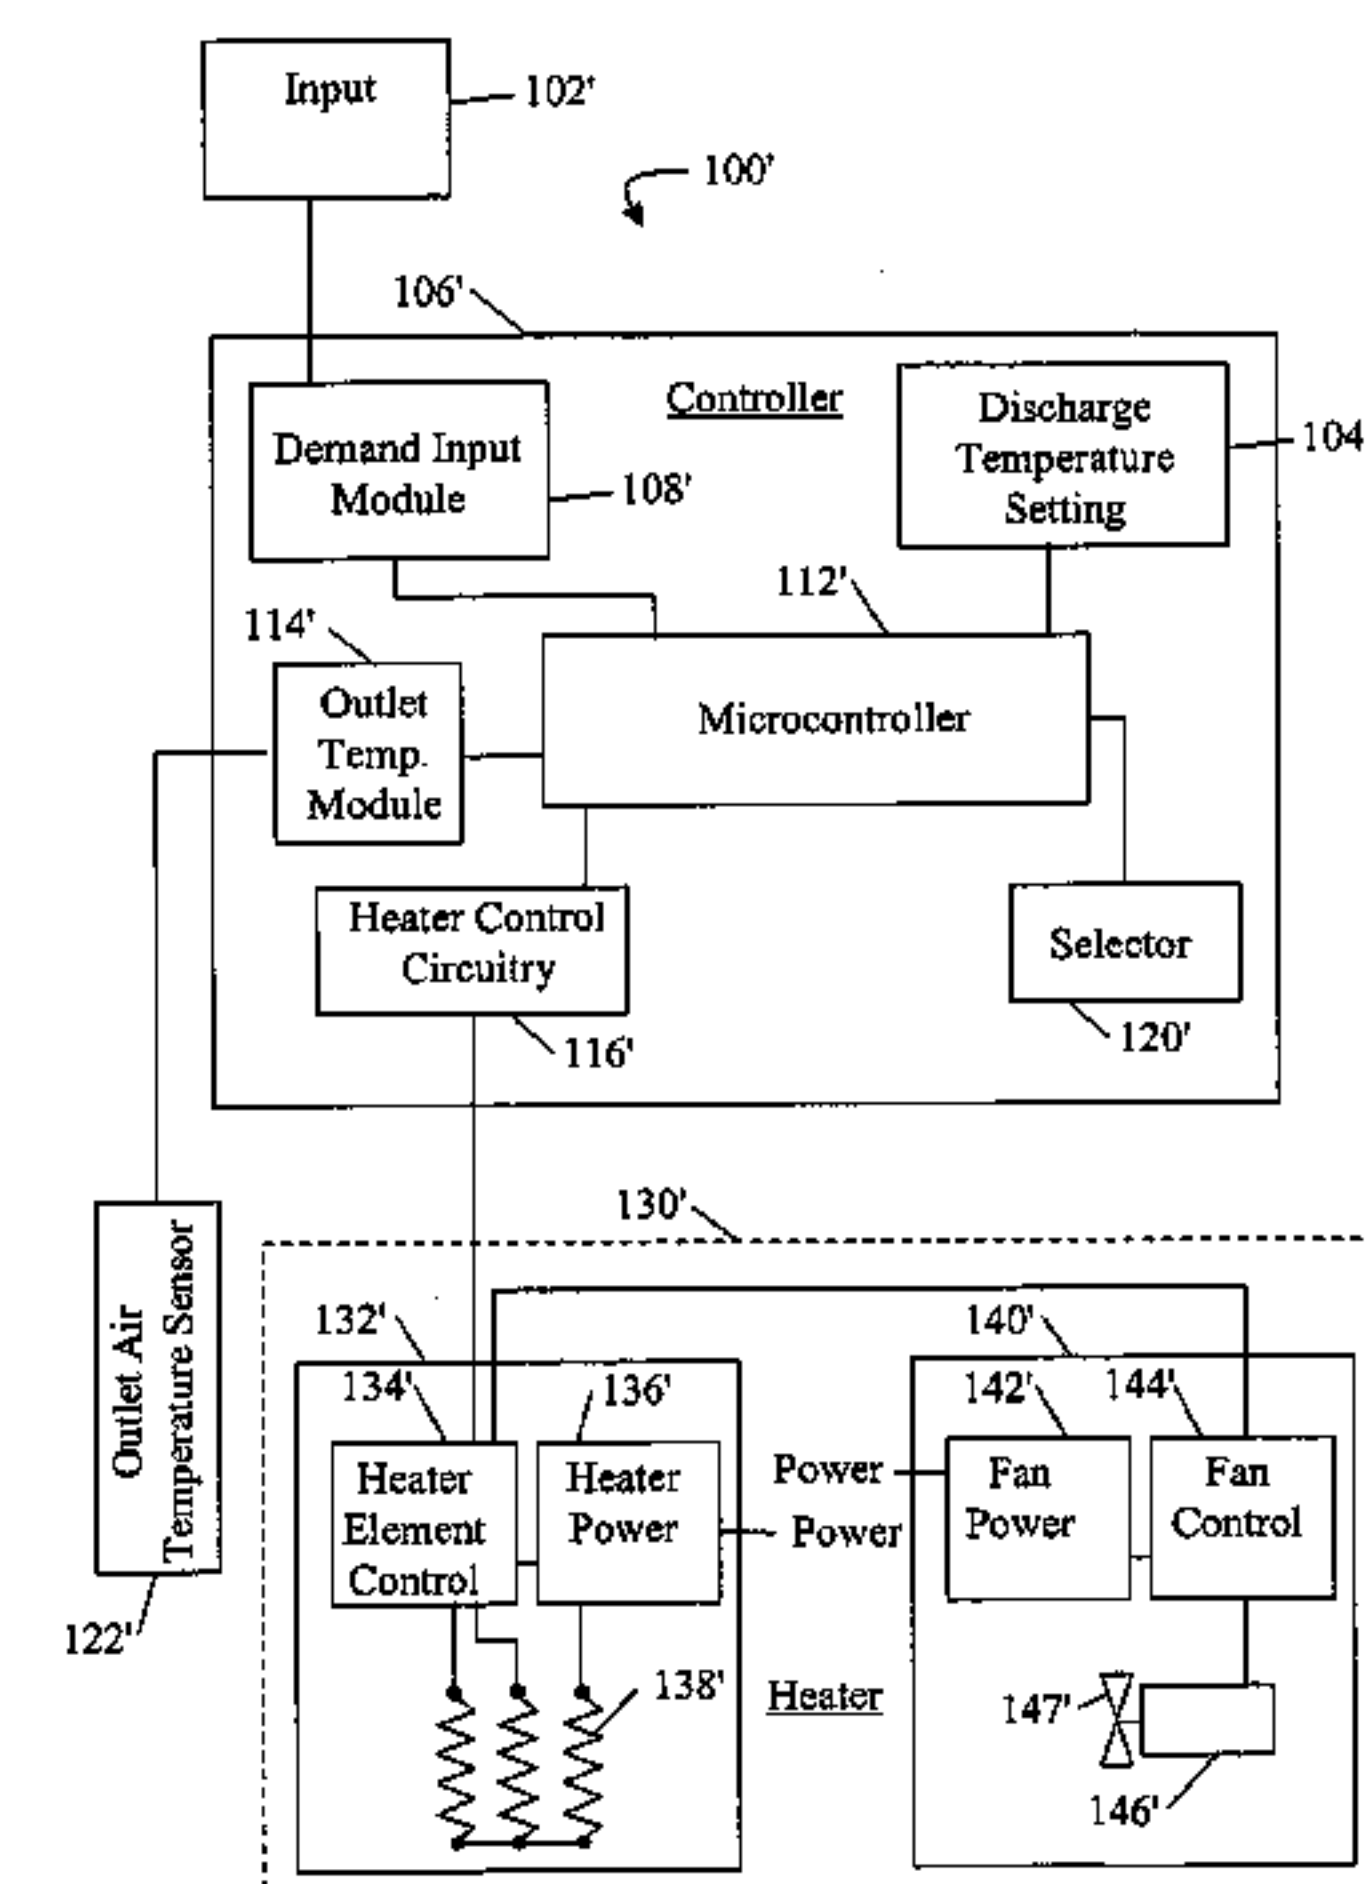 Input
102'
100'
106'
Controller
Discharge
Temperature
Setting
104
Demand Input
Module
108'
112'
114'
Outlet
Temp.
Module
Microcontroller
Heater Control
Circuitry
Selector
116'
120'
130'
Outlet Air
Temperature Sensor
122'
132'
134'
136'
140'
142'
144'
Heater
Element
Control
Heater
Power
Power
Power
Fan
Power
Fan
Control
138'
Heater
147'
146'